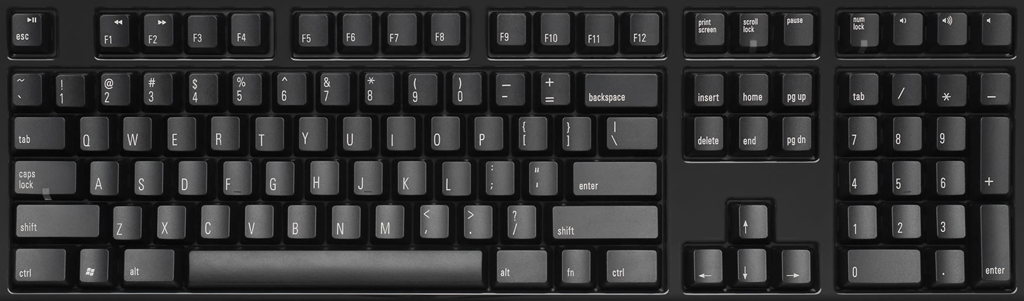 esc F1 F2 F3 F4 F5 F6 F7 F8 F9 F10 F11 F12 print screen scroll lock pause num lock
~ ` ! 1 @ 2 # 3 $ 4 % 5 ^ 6 & 7 * 8 ( 9 ) 0 — - + = backspace insert home pg up tab / * —
tab Q W E R T Y U I O P { [ } ] | \ delete end pg dn 7 8 9
caps lock A S D F G H J K L : ; " ' enter 4 5 6 +
shift Z X C V B N M < , > . ? / shift ↑ 1 2 3
ctrl alt alt fn ctrl ← ↓ → 0 . enter